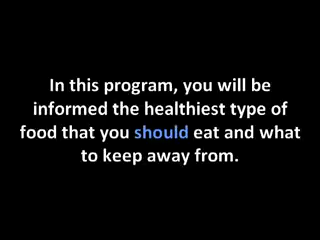 In this program, you will be
informed the healthiest type of
food that you should eat and what
to keep away from.